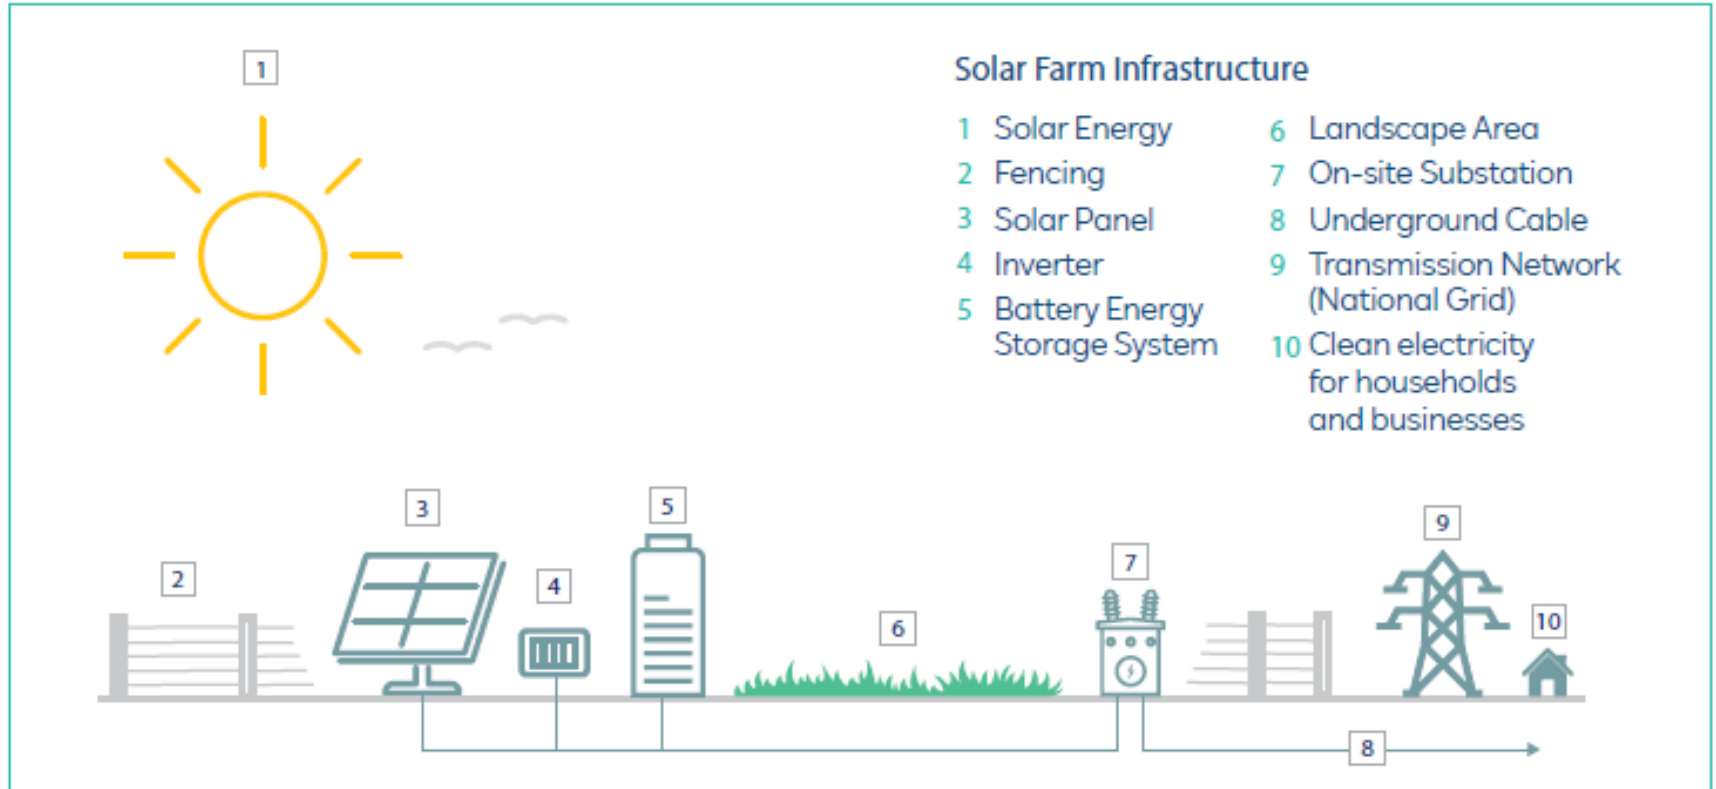 1
Solar Farm Infrastructure
1 Solar Energy
2 Fencing
3 Solar Panel
4 Inverter
5 Battery Energy
Storage System
6 Landscape Area
7 On-site Substation
8 Underground Cable
9 Transmission Network
(National Grid)
10 Clean electricity
for households
and businesses
2
3
4
5
6
7
8
9
10